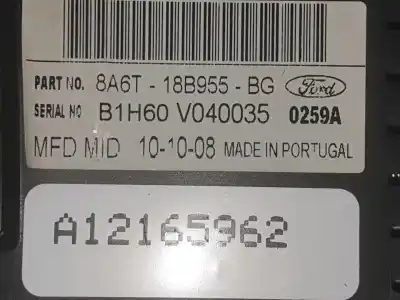 PART NO. 8A6T - 18B955 - BG Ford
SERIAL NO B1H60 V040035 0259A
MFD MID 10-10-08 MADE IN PORTUGAL
A12165962